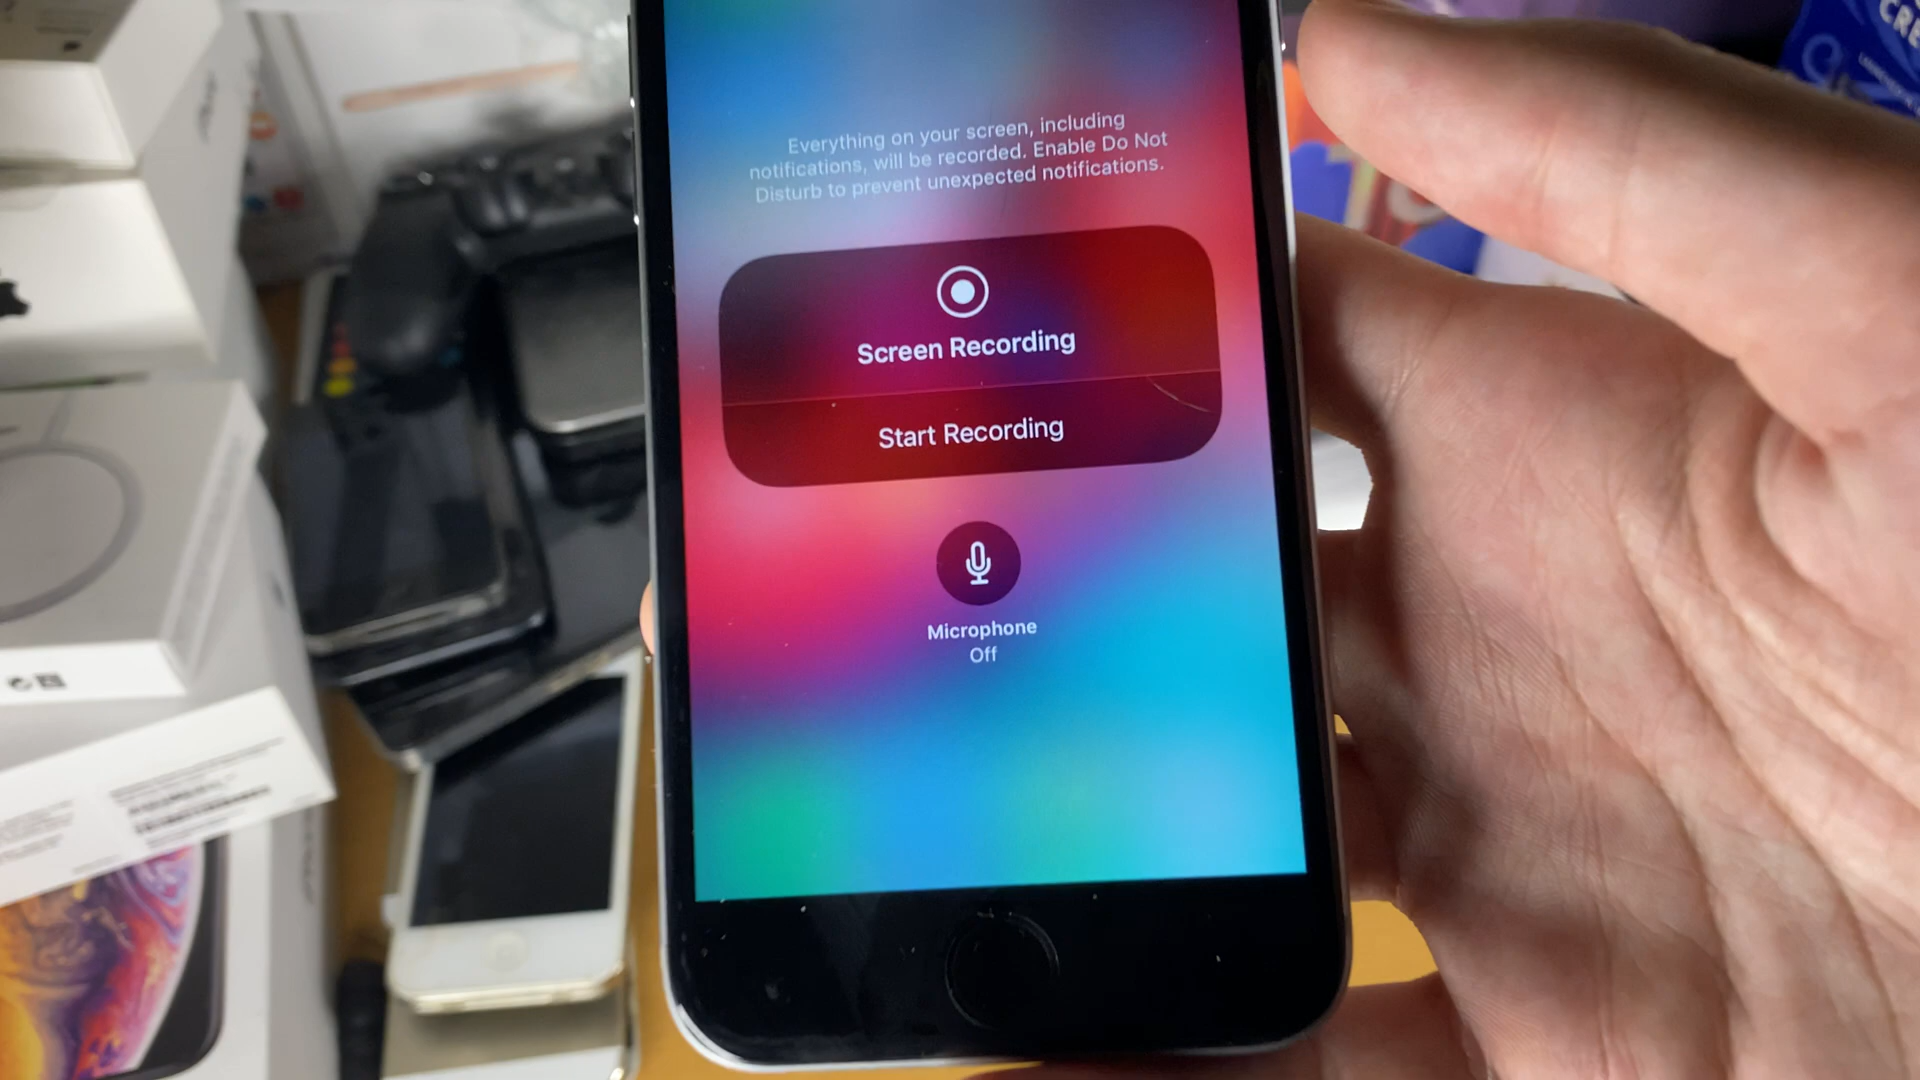 Everything on your screen, including
notifications, will be recorded. Enable Do Not
Disturb to prevent unexpected notifications.
Screen Recording
Start Recording
Microphone
Off